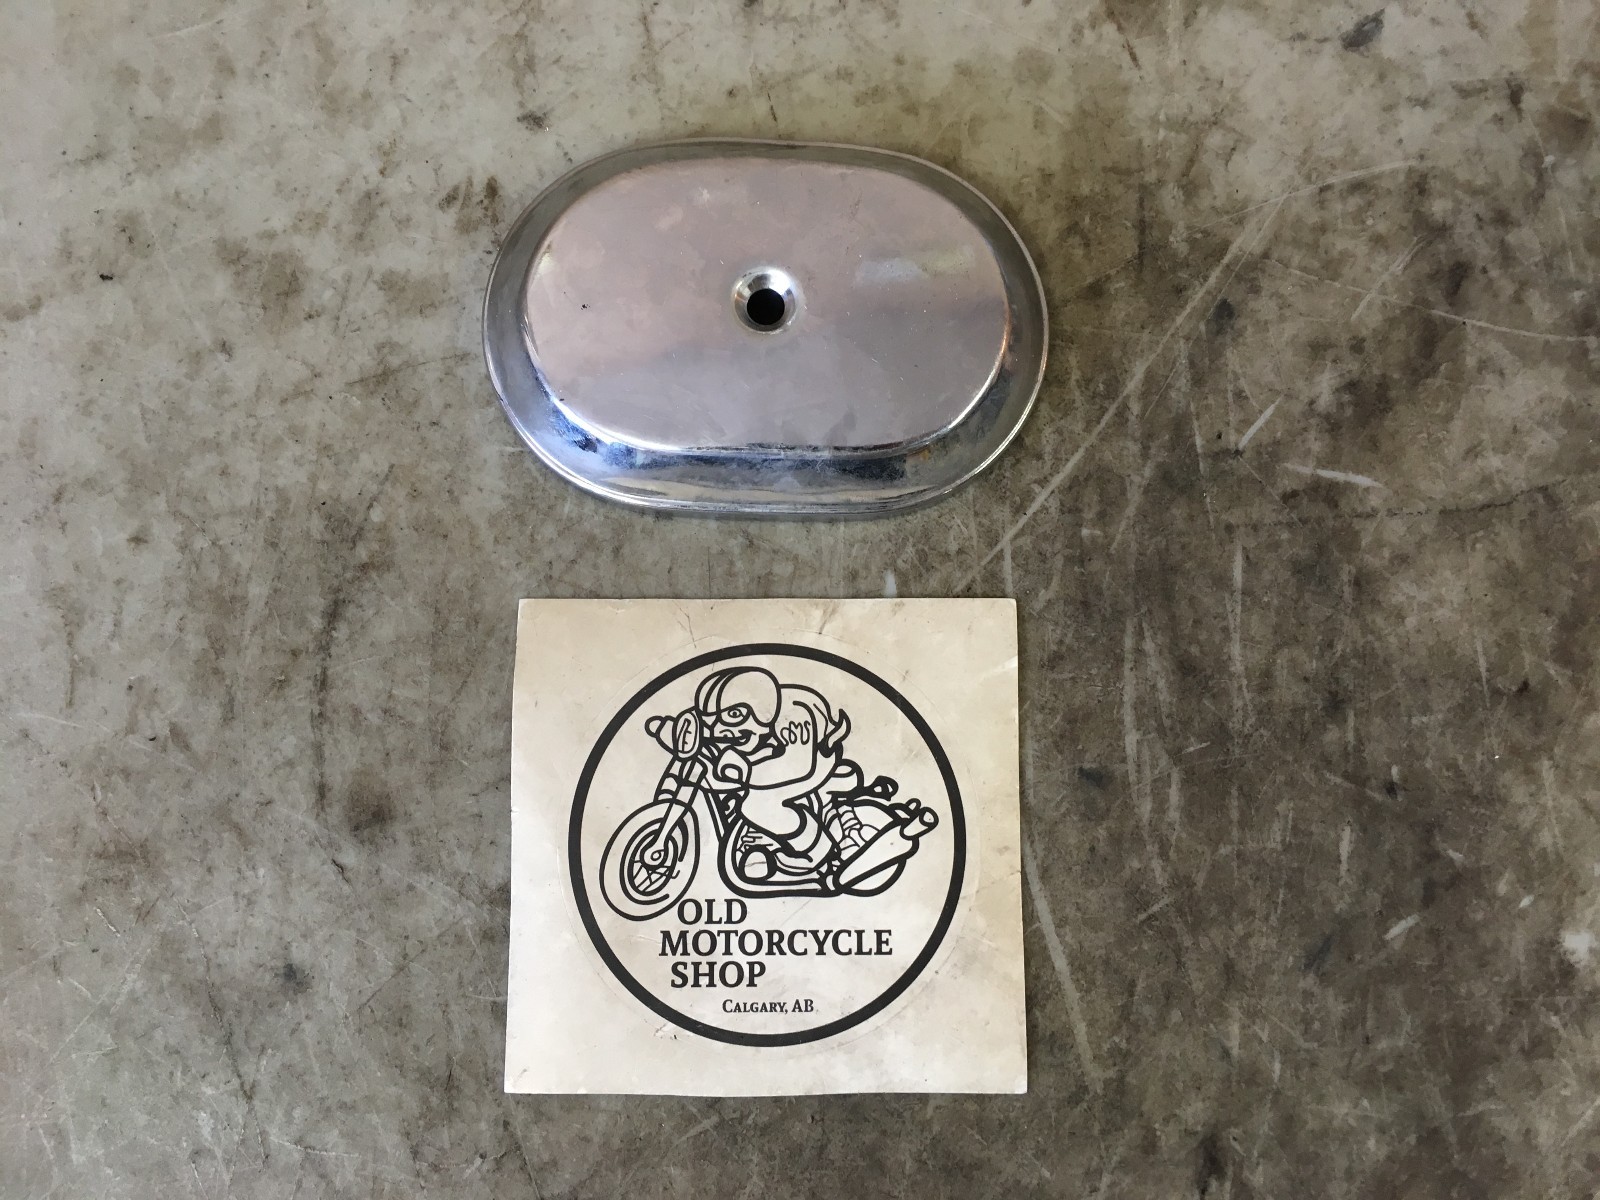 OLD
MOTORCYCLE
SHOP
CALGARY, AB